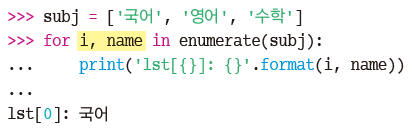 >>> subj = ['국어', '영어', '수학']
>>> for i, name in enumerate(subj):
...     print('lst[{}]: {}'.format(i, name))
...
lst[0]: 국어